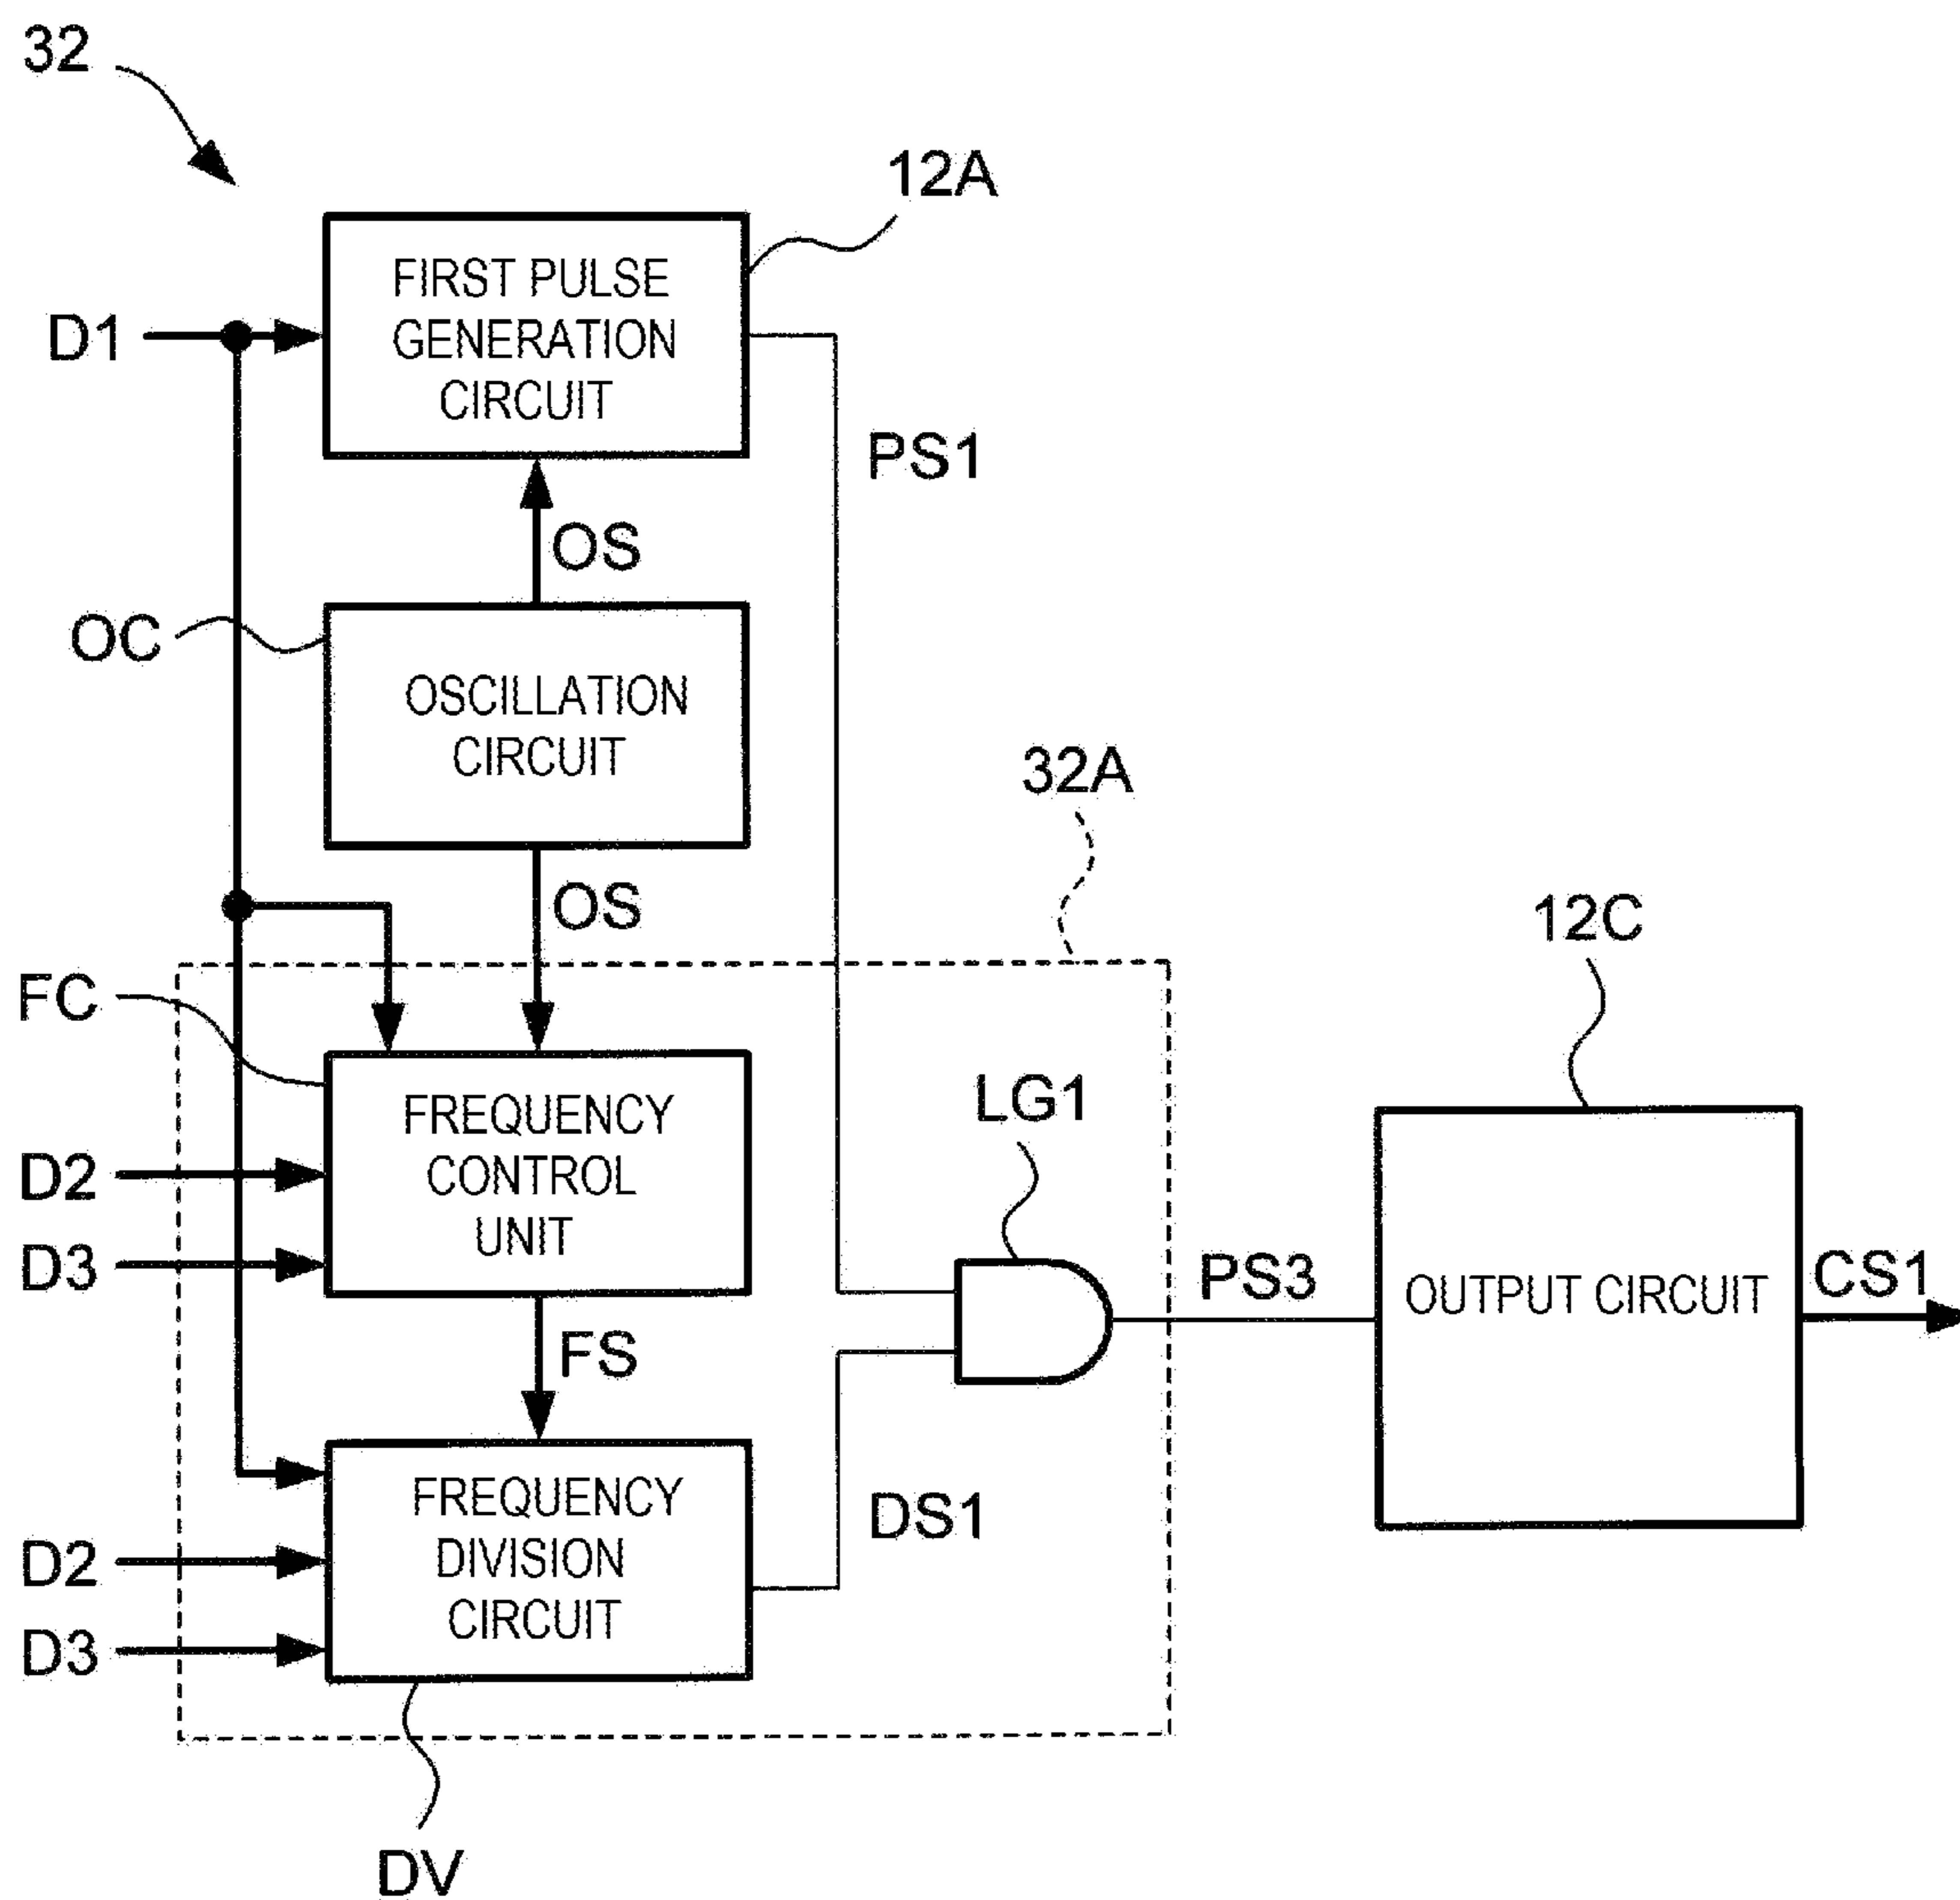 32
12A
FIRST PULSE
GENERATION
CIRCUIT
D1
PS1
OS
OC
OSCILLATION
CIRCUIT
32A
OS
12C
FC
FREQUENCY
CONTROL
UNIT
LG1
D2
D3
PS3
OUTPUT CIRCUIT
CS1
FS
FREQUENCY
DIVISION
CIRCUIT
DS1
D2
D3
DV